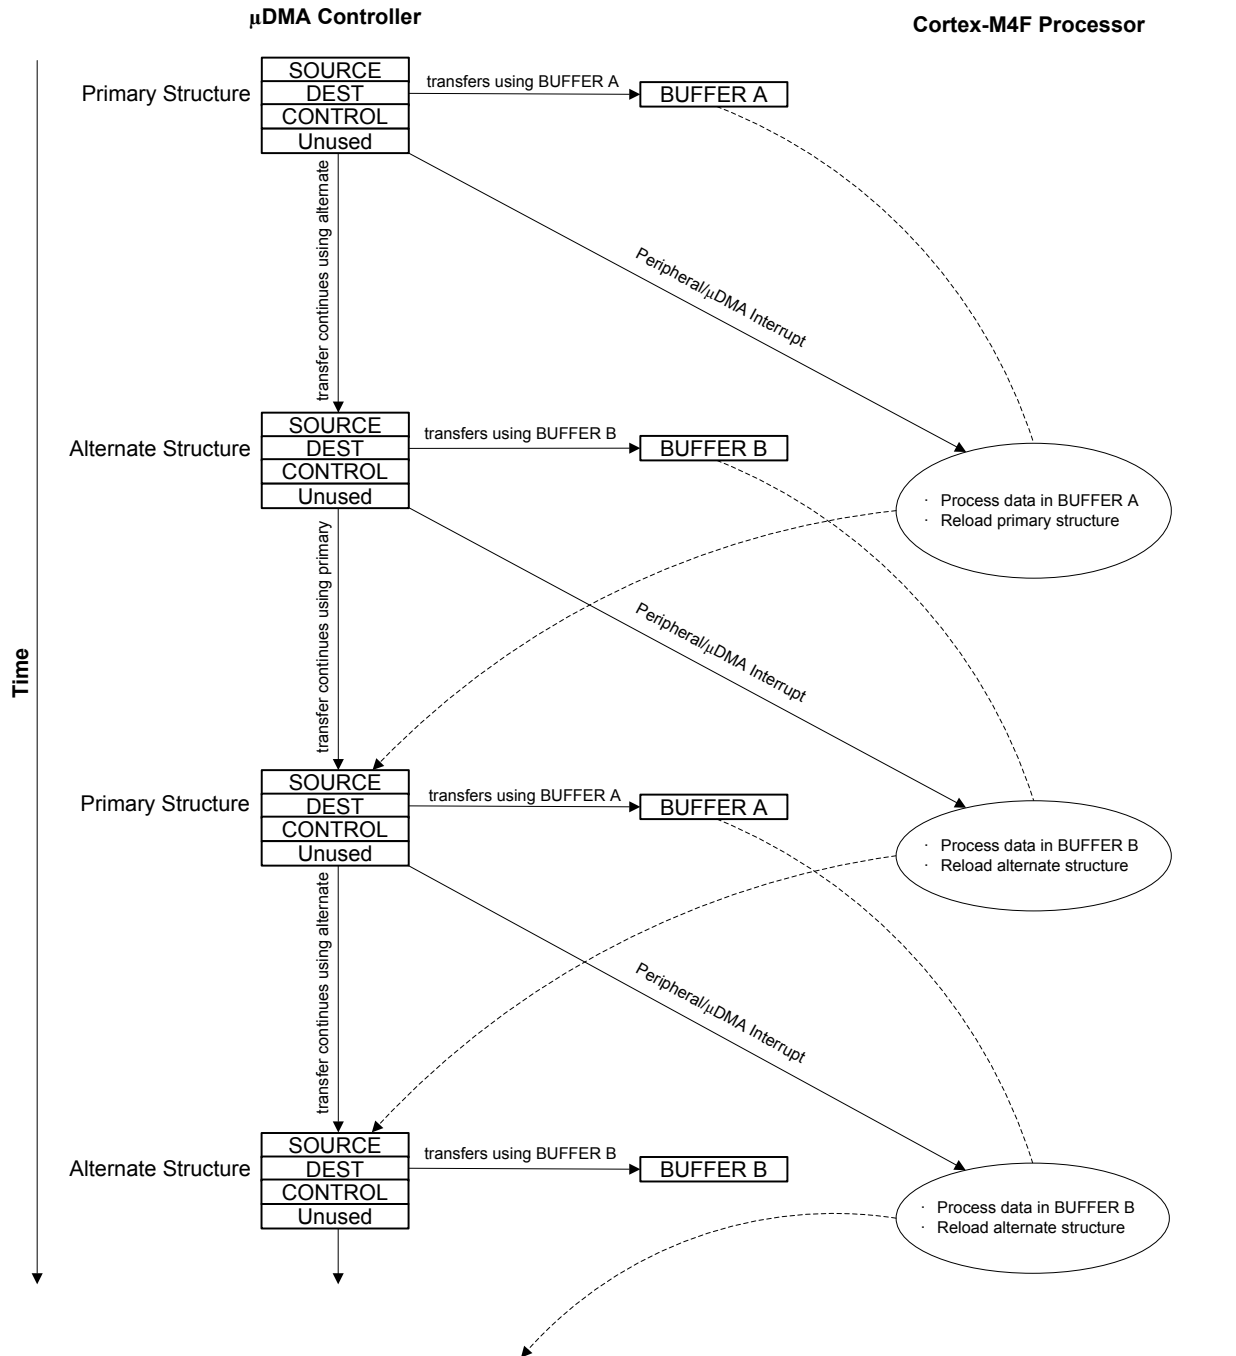 μDMA Controller
Cortex-M4F Processor
Primary Structure
SOURCE
DEST
CONTROL
Unused
transfers using BUFFER A
BUFFER A
transfer continues using alternate
Peripheral/μDMA Interrupt
Alternate Structure
SOURCE
DEST
CONTROL
Unused
transfers using BUFFER B
BUFFER B
· Process data in BUFFER A
· Reload primary structure
transfer continues using primary
Peripheral/μDMA Interrupt
Time
Primary Structure
SOURCE
DEST
CONTROL
Unused
transfers using BUFFER A
BUFFER A
· Process data in BUFFER B
· Reload alternate structure
transfer continues using alternate
Peripheral/μDMA Interrupt
Alternate Structure
SOURCE
DEST
CONTROL
Unused
transfers using BUFFER B
BUFFER B
· Process data in BUFFER B
· Reload alternate structure